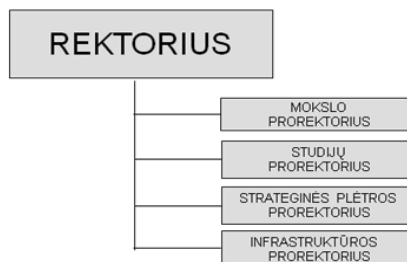 REKTORIUS
MOKSLO
PROREKTORIUS
STUDIJŲ
PROREKTORIUS
STRATEGINĖS PLĖTROS
PROREKTORIUS
INFRASTRUKTŪROS
PROREKTORIUS